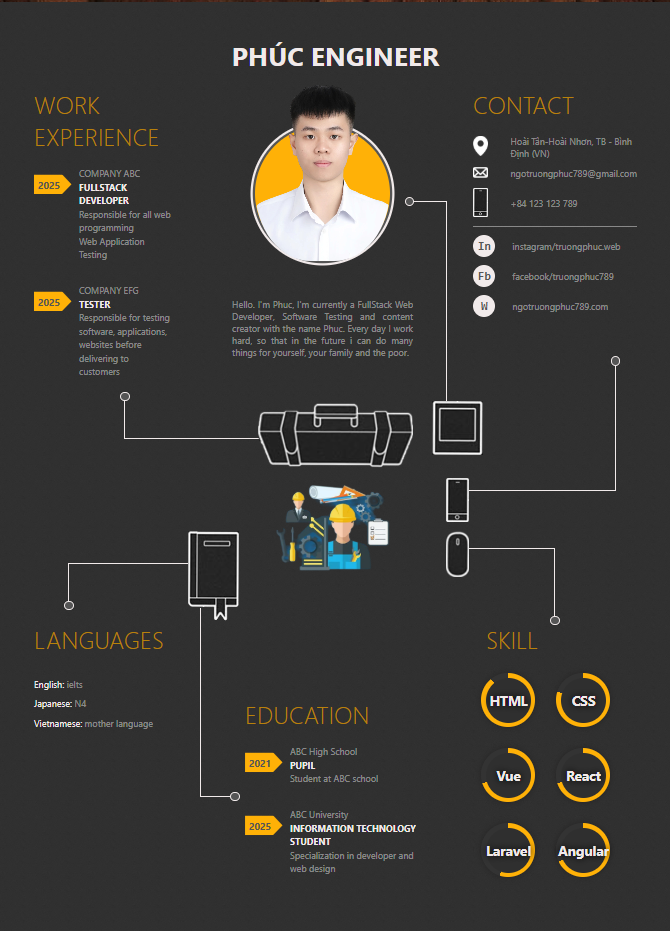 PHÚC ENGINEER
WORK
EXPERIENCE
2025
COMPANY ABC
FULLSTACK
DEVELOPER
Responsible for all web
programming
Web Application
Testing
2025
COMPANY EFG
TESTER
Responsible for testing
software, applications,
websites before
delivering to
customers
Hello. I'm Phuc, I'm currently a FullStack Web
Developer, Software Testing and content
creator with the name Phuc. Every day I work
hard, so that in the future i can do many
things for yourself, your family and the poor.
CONTACT
Hoài Tân-Hoài Nhơn, TB - Bình
Định (VN)
ngotruongphuc789@gmail.com
+84 123 123 789
In
instagram/truongphuc.web
Fb
facebook/truongphuc789
W
ngotruongphuc789.com
LANGUAGES
English: ielts
Japanese: N4
Vietnamese: mother language
EDUCATION
2021
ABC High School
PUPIL
Student at ABC school
2025
ABC University
INFORMATION TECHNOLOGY
STUDENT
Specialization in developer and
web design
SKILL
HTML
CSS
Vue
React
Laravel
Angular